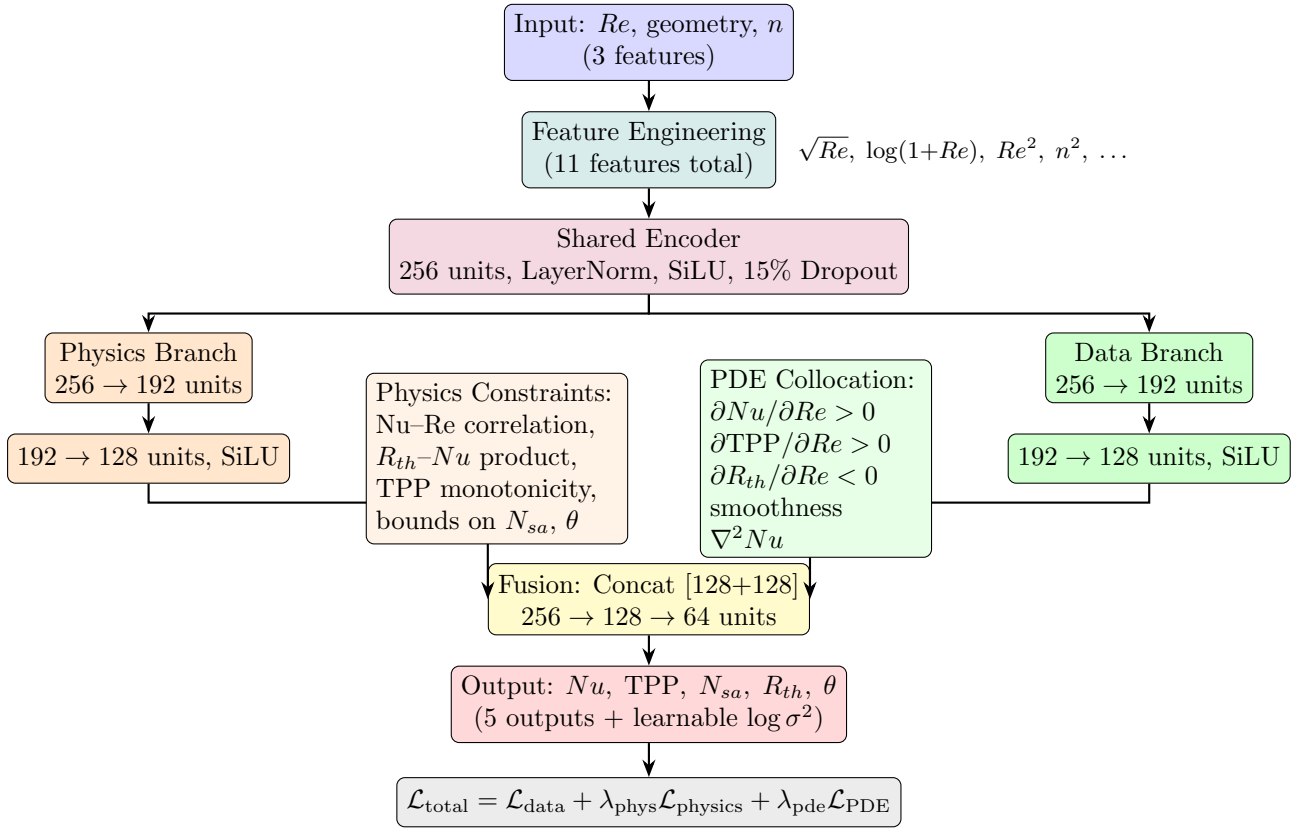 Input: Re, geometry, n
(3 features)
Feature Engineering
(11 features total)
√Re, log(1+Re), Re², n², …
Shared Encoder
256 units, LayerNorm, SiLU, 15% Dropout
Physics Branch
256 → 192 units
192 → 128 units, SiLU
Physics Constraints:
Nu–Re correlation,
R_th–Nu product,
TPP monotonicity,
bounds on N_sa, θ
PDE Collocation:
∂Nu/∂Re > 0
∂TPP/∂Re > 0
∂R_th/∂Re < 0
smoothness
∇²Nu
Data Branch
256 → 192 units
192 → 128 units, SiLU
Fusion: Concat [128+128]
256 → 128 → 64 units
Output: Nu, TPP, N_sa, R_th, θ
(5 outputs + learnable log σ²)
ℒ_total = ℒ_data + λ_phys ℒ_physics + λ_pde ℒ_PDE